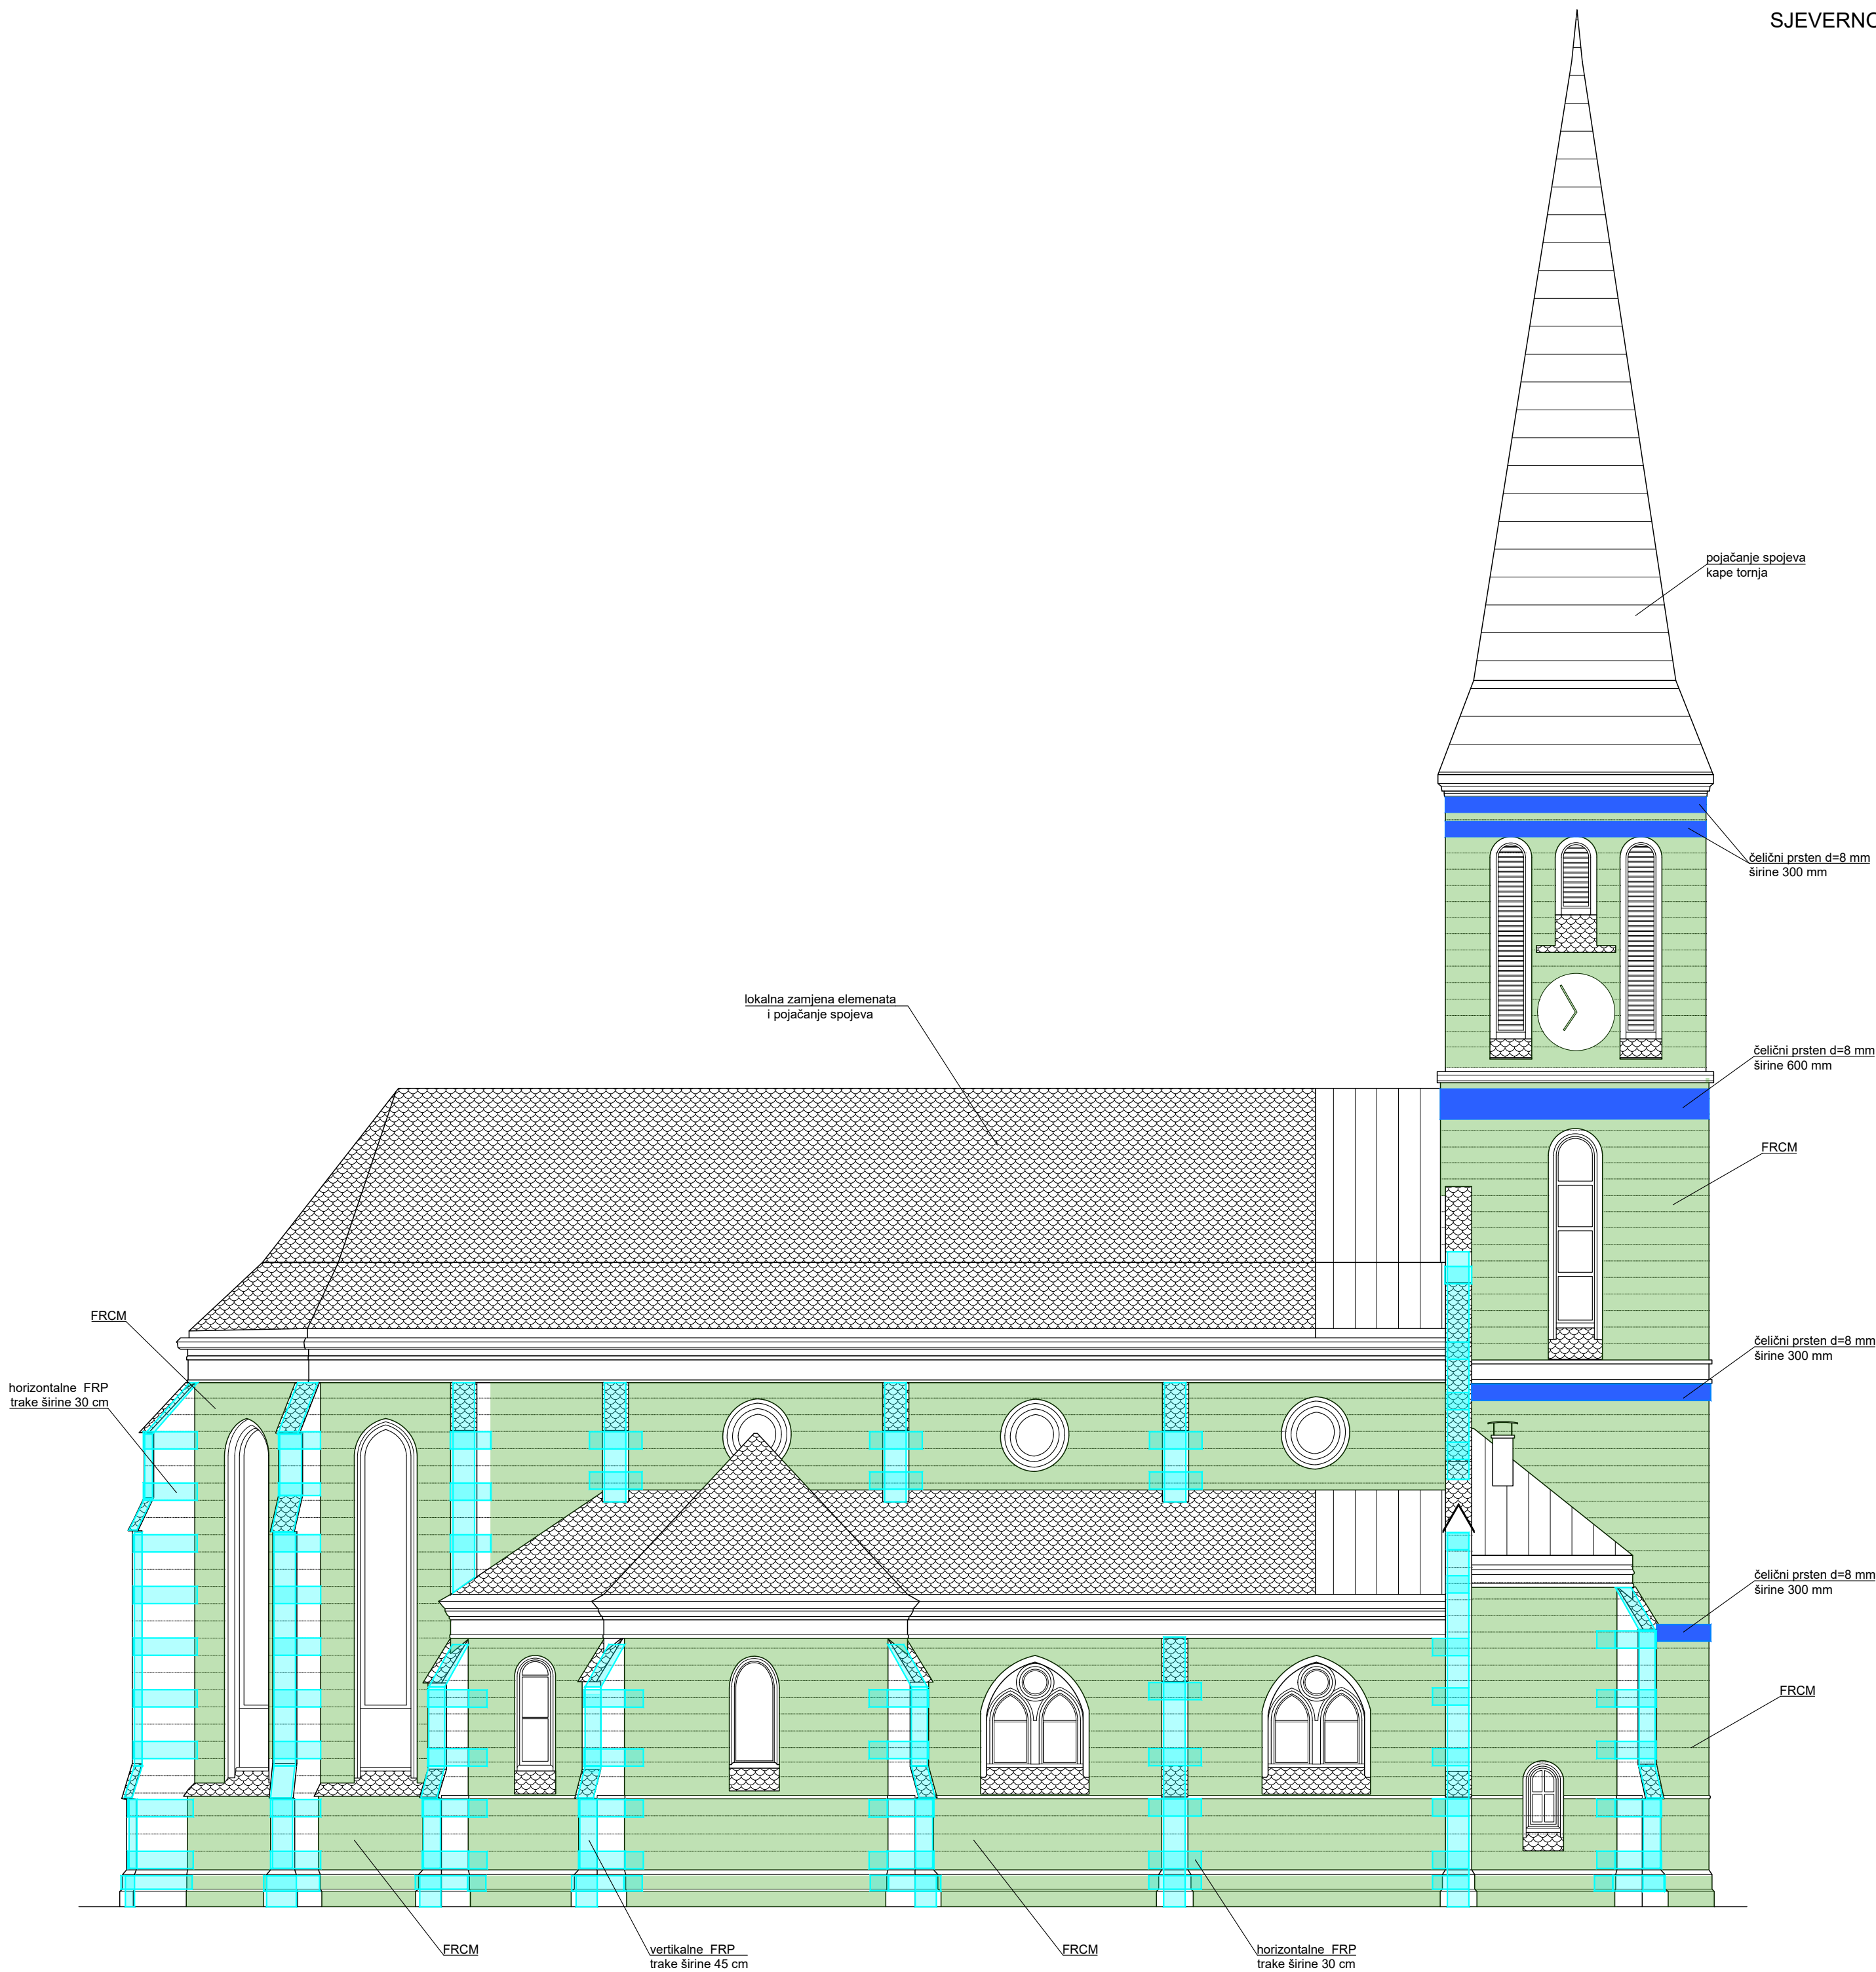 SJEVERNO
pojačanje spojeva
kape tornja
čelični prsten d=8 mm
širine 300 mm
lokalna zamjena elemenata
i pojačanje spojeva
čelični prsten d=8 mm
širine 600 mm
FRCM
FRCM
čelični prsten d=8 mm
širine 300 mm
horizontalne FRP
trake širine 30 cm
čelični prsten d=8 mm
širine 300 mm
FRCM
FRCM
vertikalne FRP
trake širine 45 cm
FRCM
horizontalne FRP
trake širine 30 cm